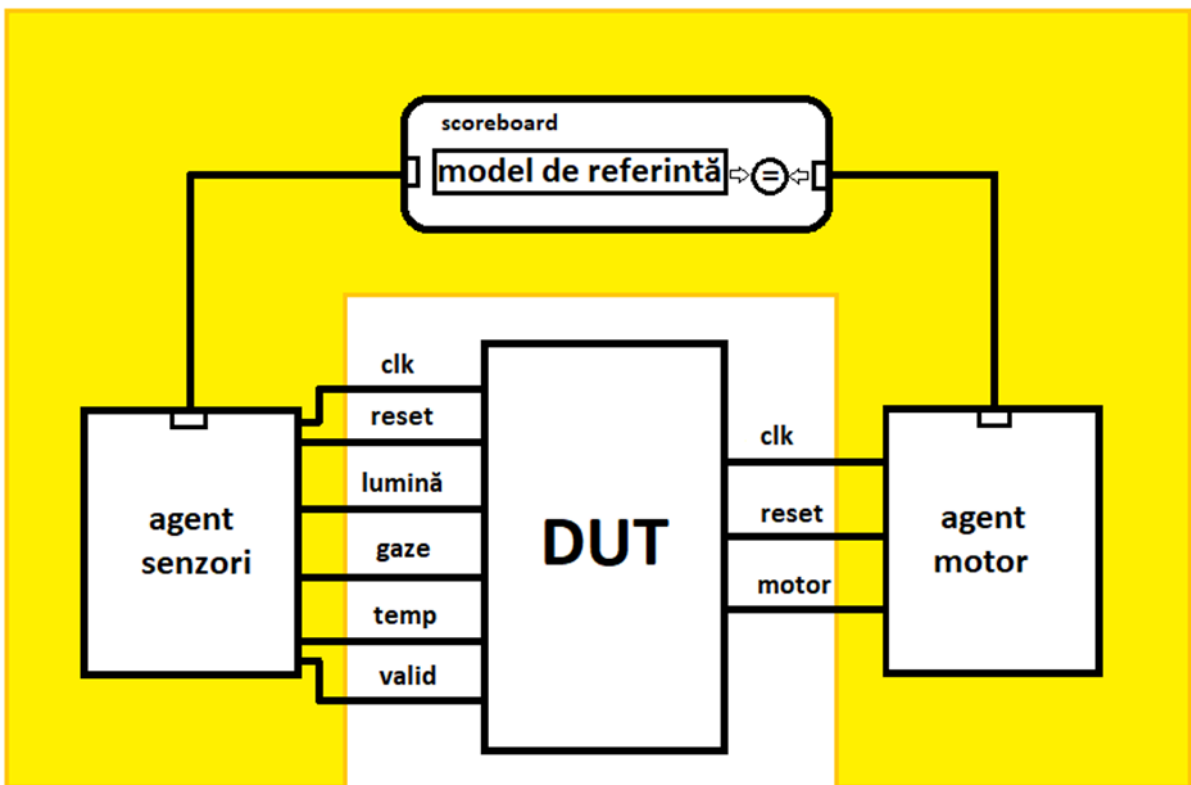 scoreboard
model de referintă
=
clk
reset
lumină
gaze
temp
valid
agent
senzori
DUT
clk
reset
motor
agent
motor